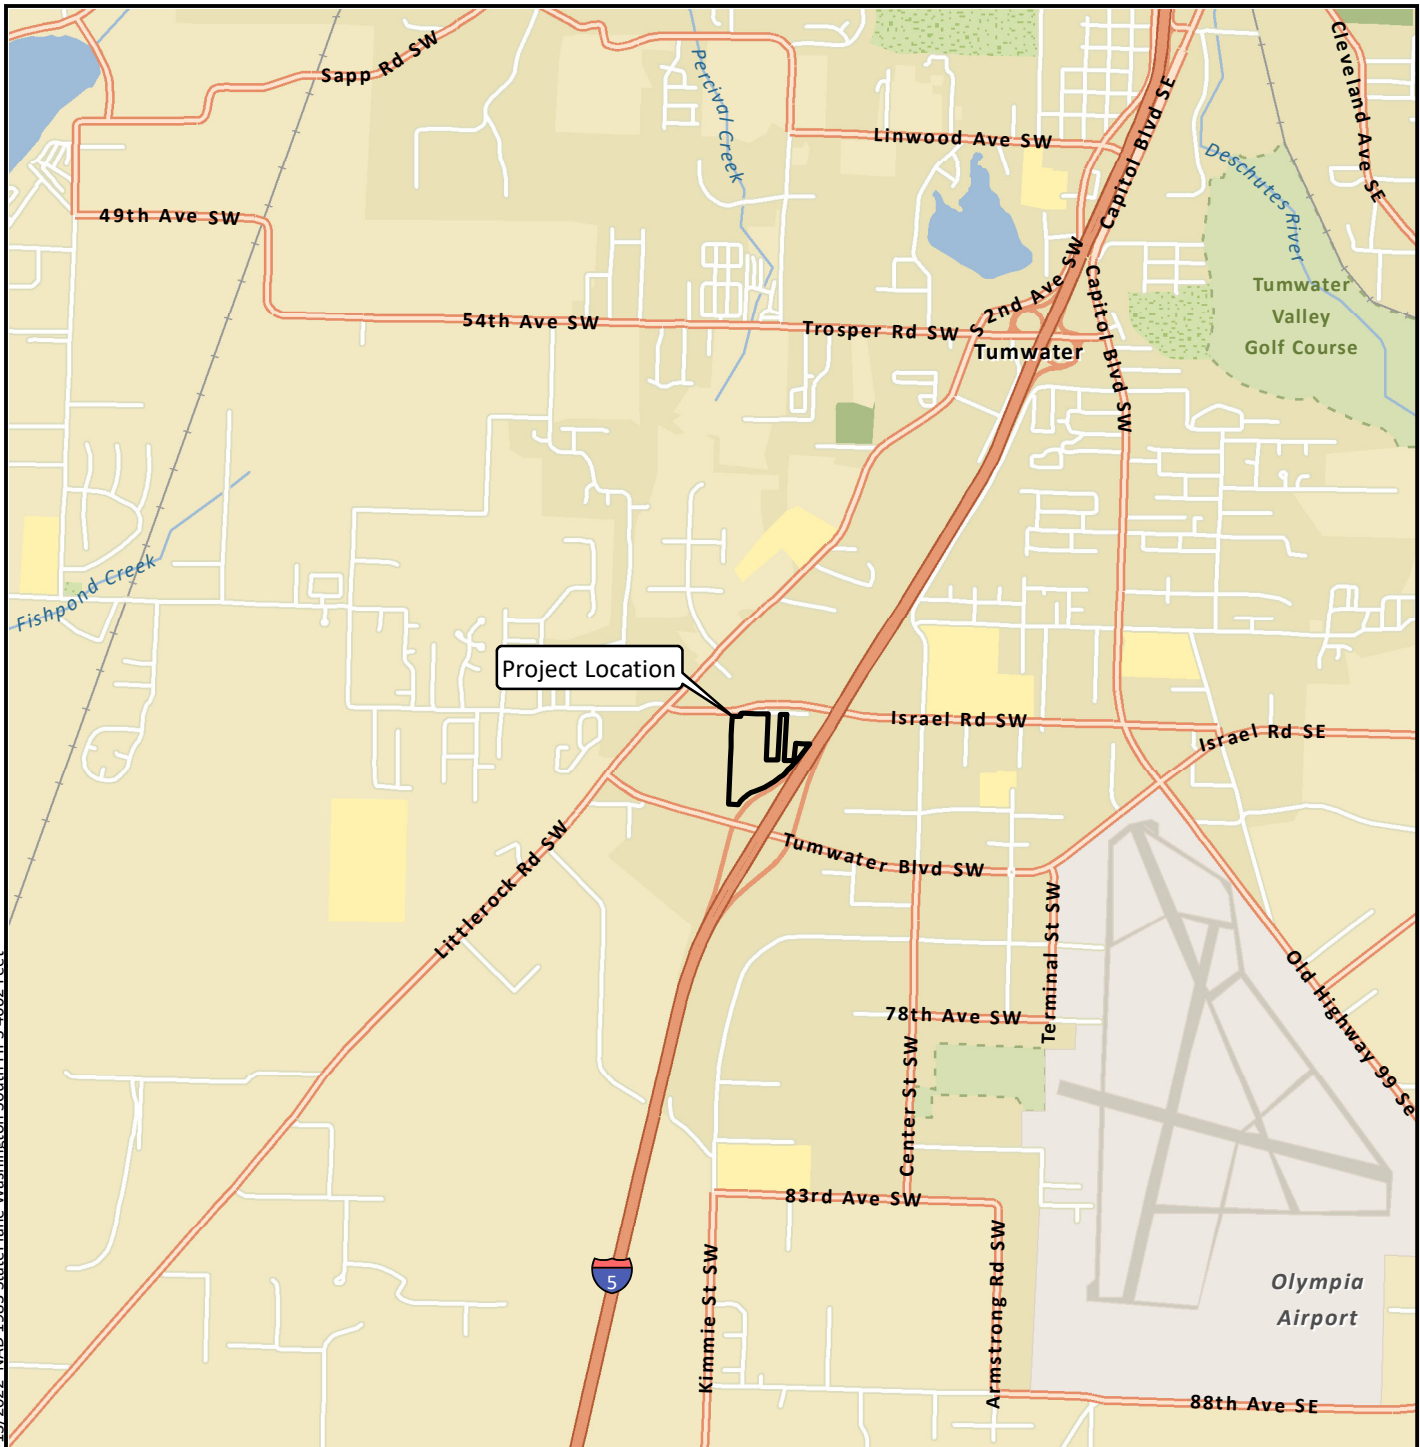 Sapp Rd SW
Percival Creek
Linwood Ave SW
Capitol Blvd SE
Cleveland Ave SE
Deschutes River
49th Ave SW
S 2nd Ave SW
Capitol Blvd SW
Tumwater
Valley
Golf Course
54th Ave SW
Trosper Rd SW
Tumwater
Fishpond Creek
Project Location
Israel Rd SW
Israel Rd SE
Littlerock Rd SW
Tumwater Blvd SW
Terminal St SW
Old Highway 99 Se
78th Ave SW
Center St SW
83rd Ave SW
5
Kimmie St SW
Armstrong Rd SW
Olympia
Airport
88th Ave SE